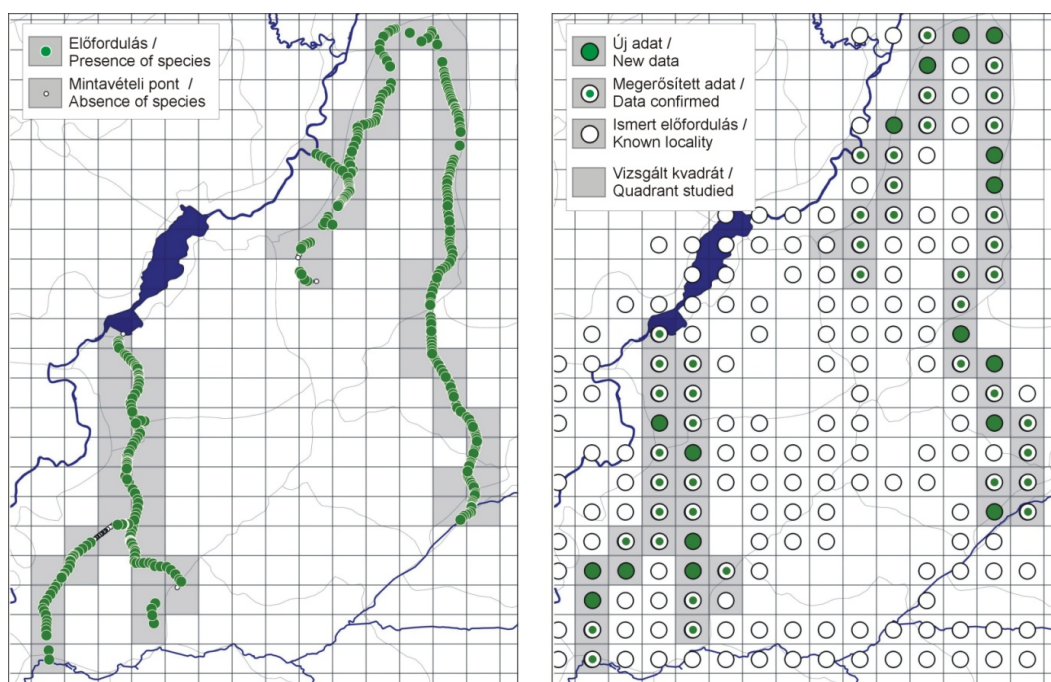 Előfordulás /
Presence of species
Mintavételi pont /
Absence of species
Új adat /
New data
Megerősített adat /
Data confirmed
Ismert előfordulás /
Known locality
Vizsgált kvadrát /
Quadrant studied